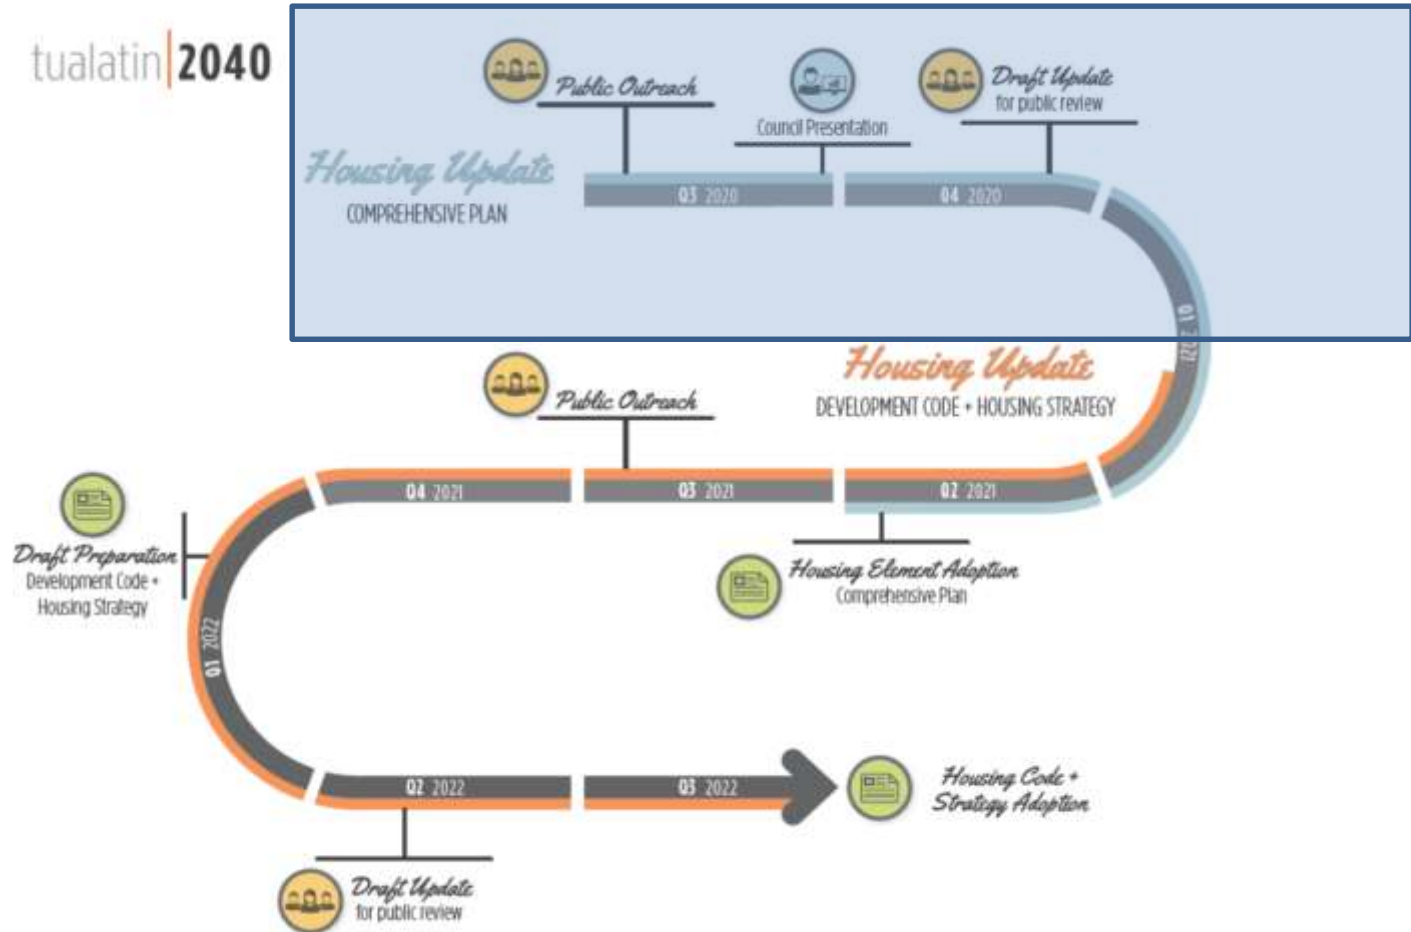 tualatin|2040
Public Outreach
Council Presentation
Draft Update
for public review
Housing Update
COMPREHENSIVE PLAN
Q3 2020
Q4 2020
Q1 2021
Housing Update
DEVELOPMENT CODE + HOUSING STRATEGY
Public Outreach
Q4 2021
Q3 2021
Q2 2021
Draft Preparation
Development Code +
Housing Strategy
Housing Element Adoption
Comprehensive Plan
Q1 2022
Q2 2022
Q3 2022
Housing Code +
Strategy Adoption
Draft Update
for public review